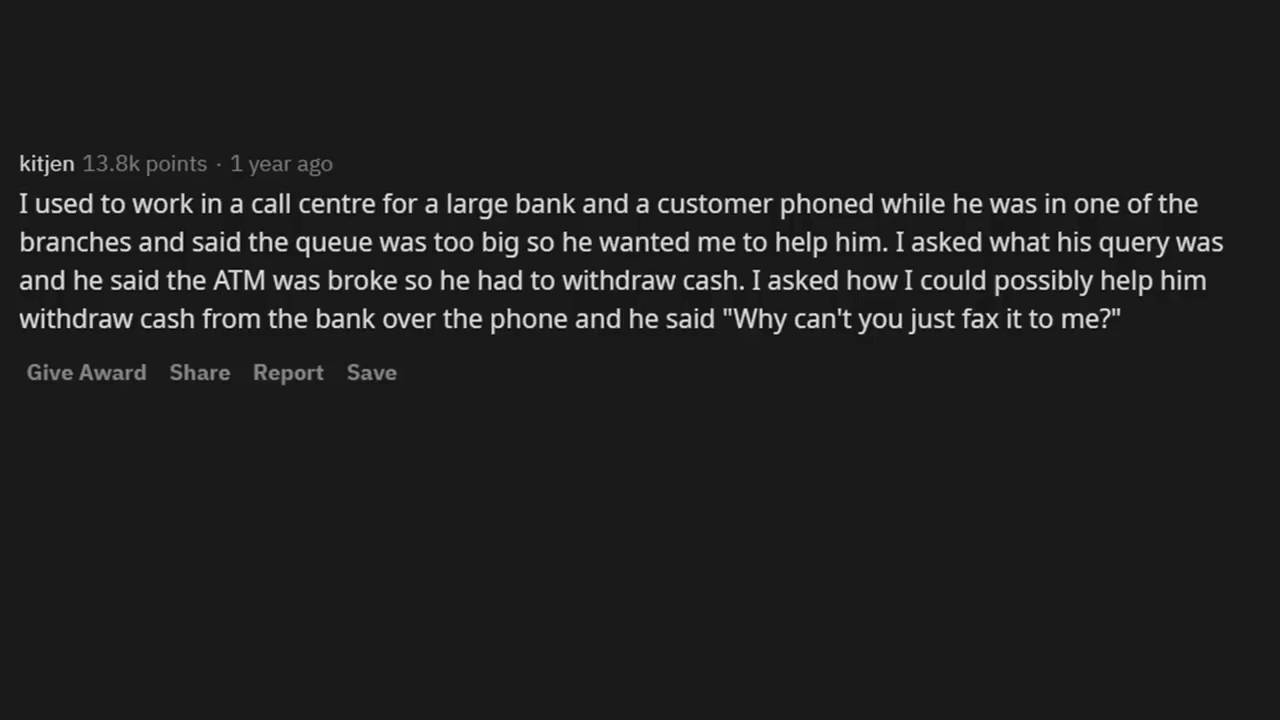 kitjen 13.8k points · 1 year ago
I used to work in a call centre for a large bank and a customer phoned while he was in one of the
branches and said the queue was too big so he wanted me to help him. I asked what his query was
and he said the ATM was broke so he had to withdraw cash. I asked how I could possibly help him
withdraw cash from the bank over the phone and he said "Why can't you just fax it to me?"
Give Award Share Report Save